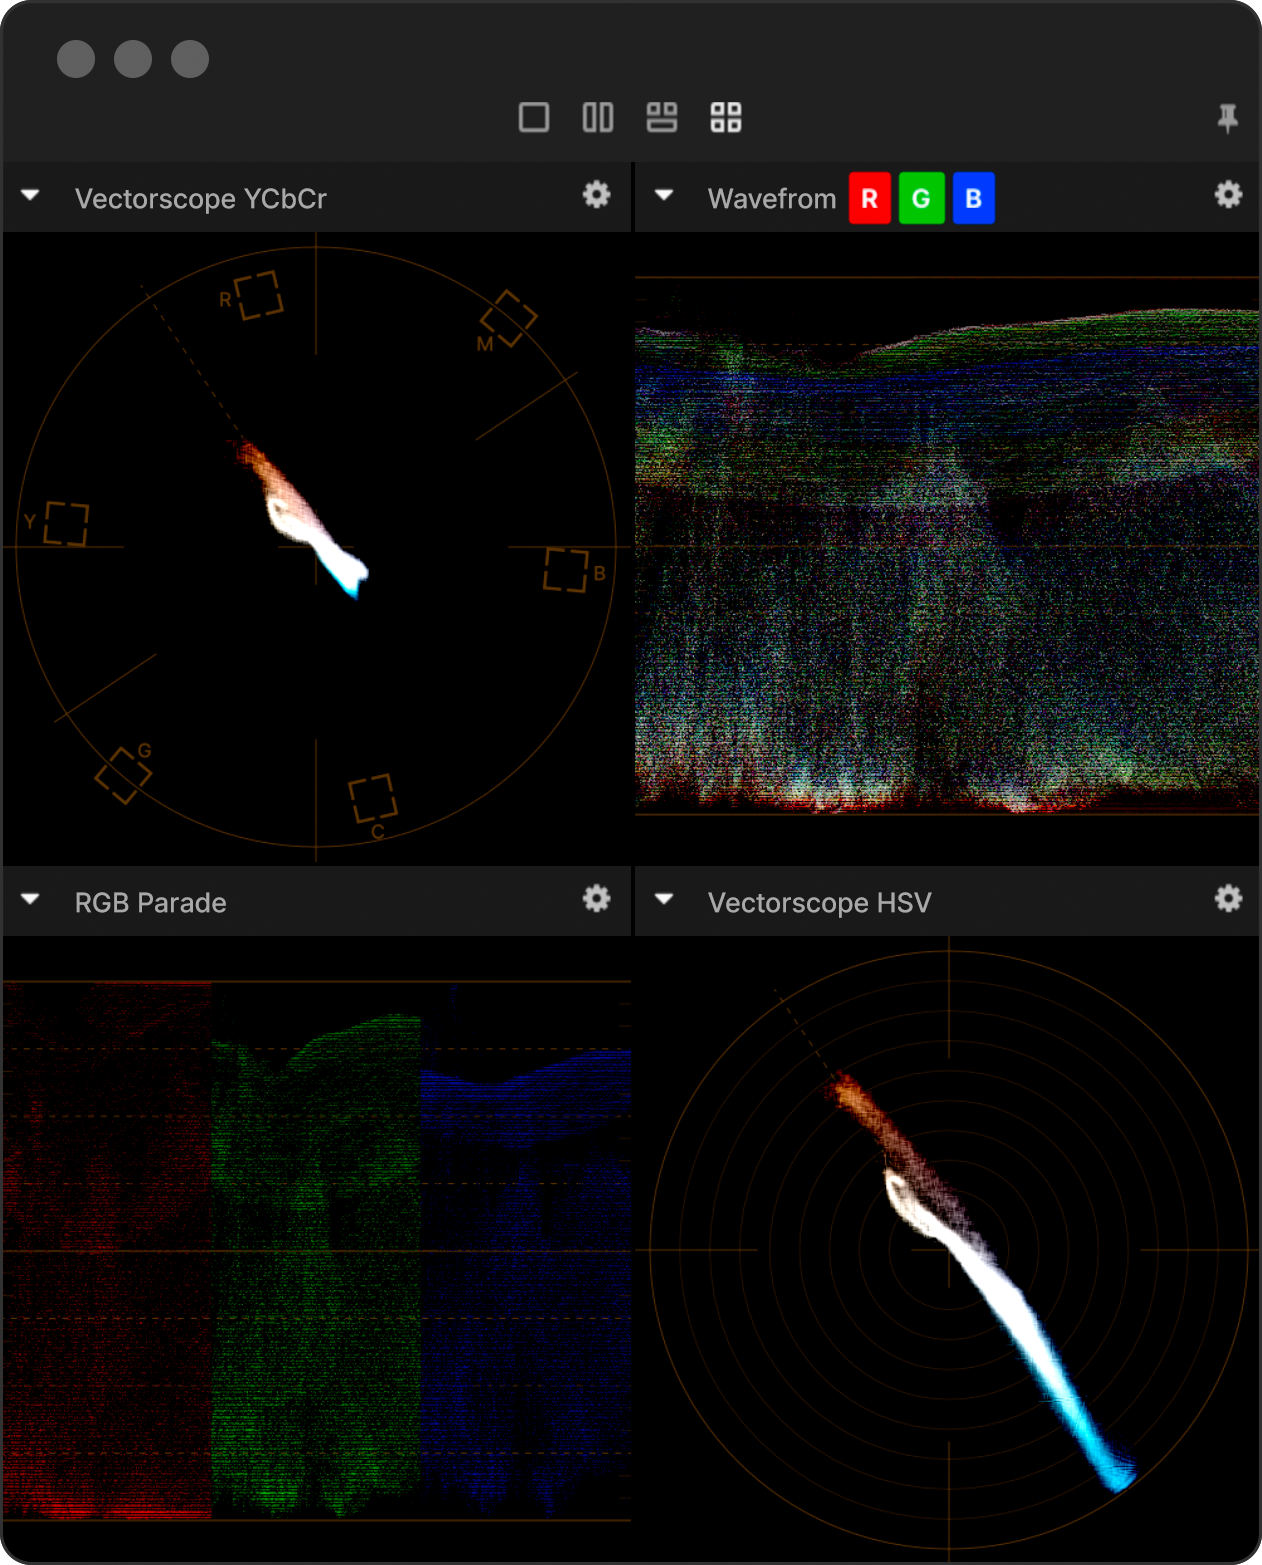 Vectorscope YCbCr
Wavefrom R G B
R
M
Y
B
G
C
RGB Parade
Vectorscope HSV